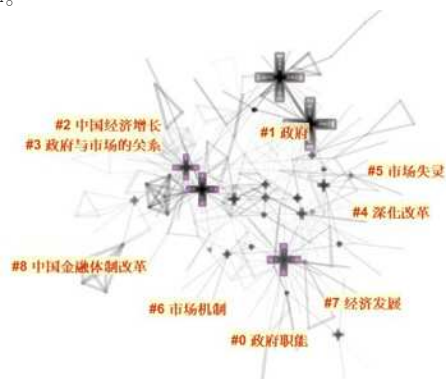 #2 中国经济增长
#1 政府
#3 政府与市场的关系
#5 市场失灵
#4 深化改革
#8 中国金融体制改革
#6 市场机制
#7 经济发展
#0 政府职能